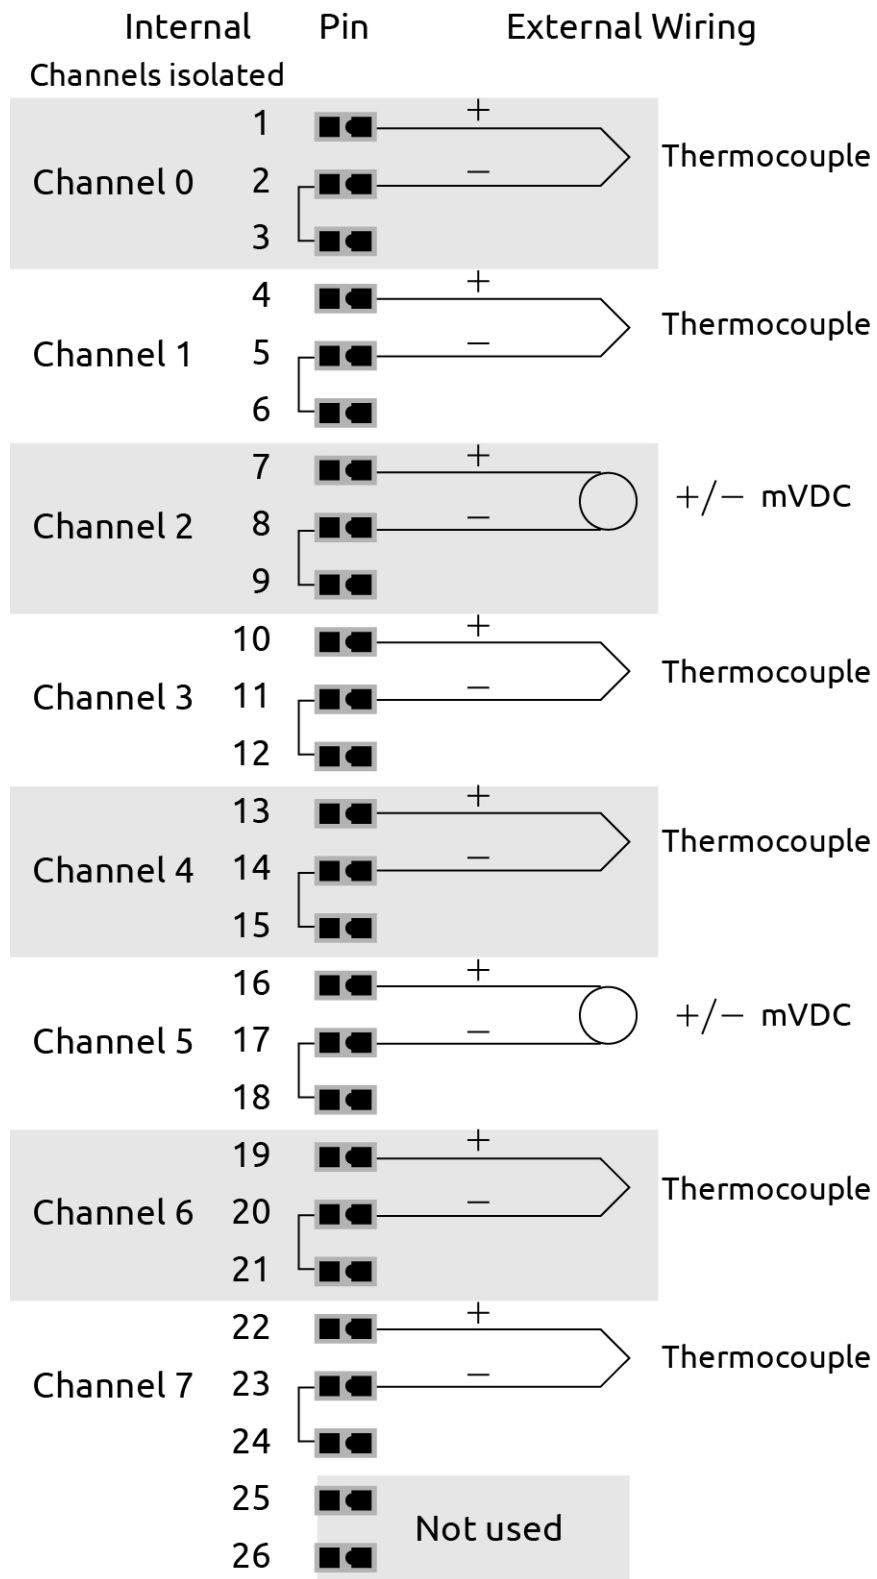 Internal Pin External Wiring
Channels isolated
1 +
Thermocouple
Channel 0 2 −
3
4 +
Thermocouple
Channel 1 5 −
6
7 +
+/− mVDC
Channel 2 8 −
9
10 +
Thermocouple
Channel 3 11 −
12
13 +
Thermocouple
Channel 4 14 −
15
16 +
+/− mVDC
Channel 5 17 −
18
19 +
Thermocouple
Channel 6 20 −
21
22 +
Thermocouple
Channel 7 23 −
24
25
Not used
26